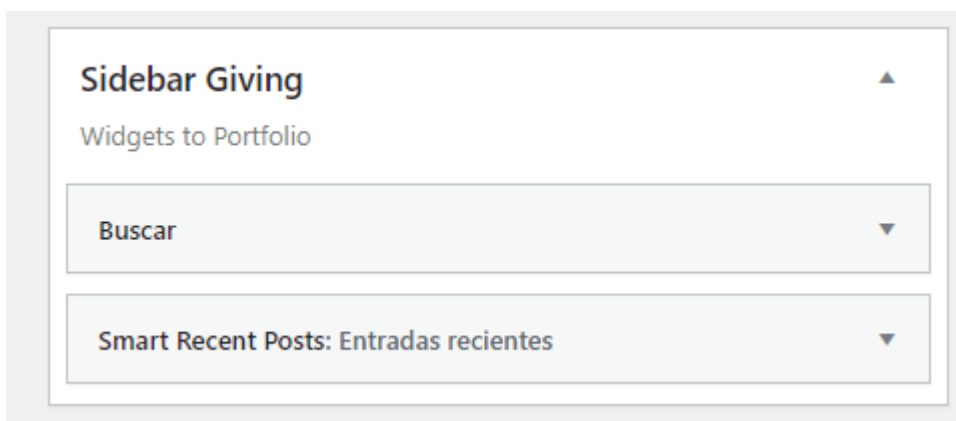 Sidebar Giving
Widgets to Portfolio
Buscar
Smart Recent Posts: Entradas recientes